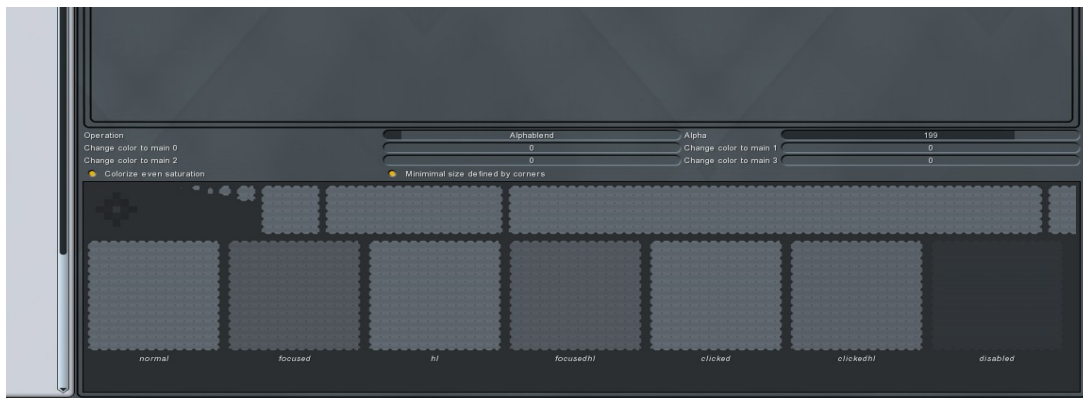 Operation Alphablend Alpha 199
Change color to main 0 0 Change color to main 1 0
Change color to main 2 0 Change color to main 3 0
Colorize even saturation Minimimal size defined by corners
normal focused hl focusedhl clicked clickedhl disabled